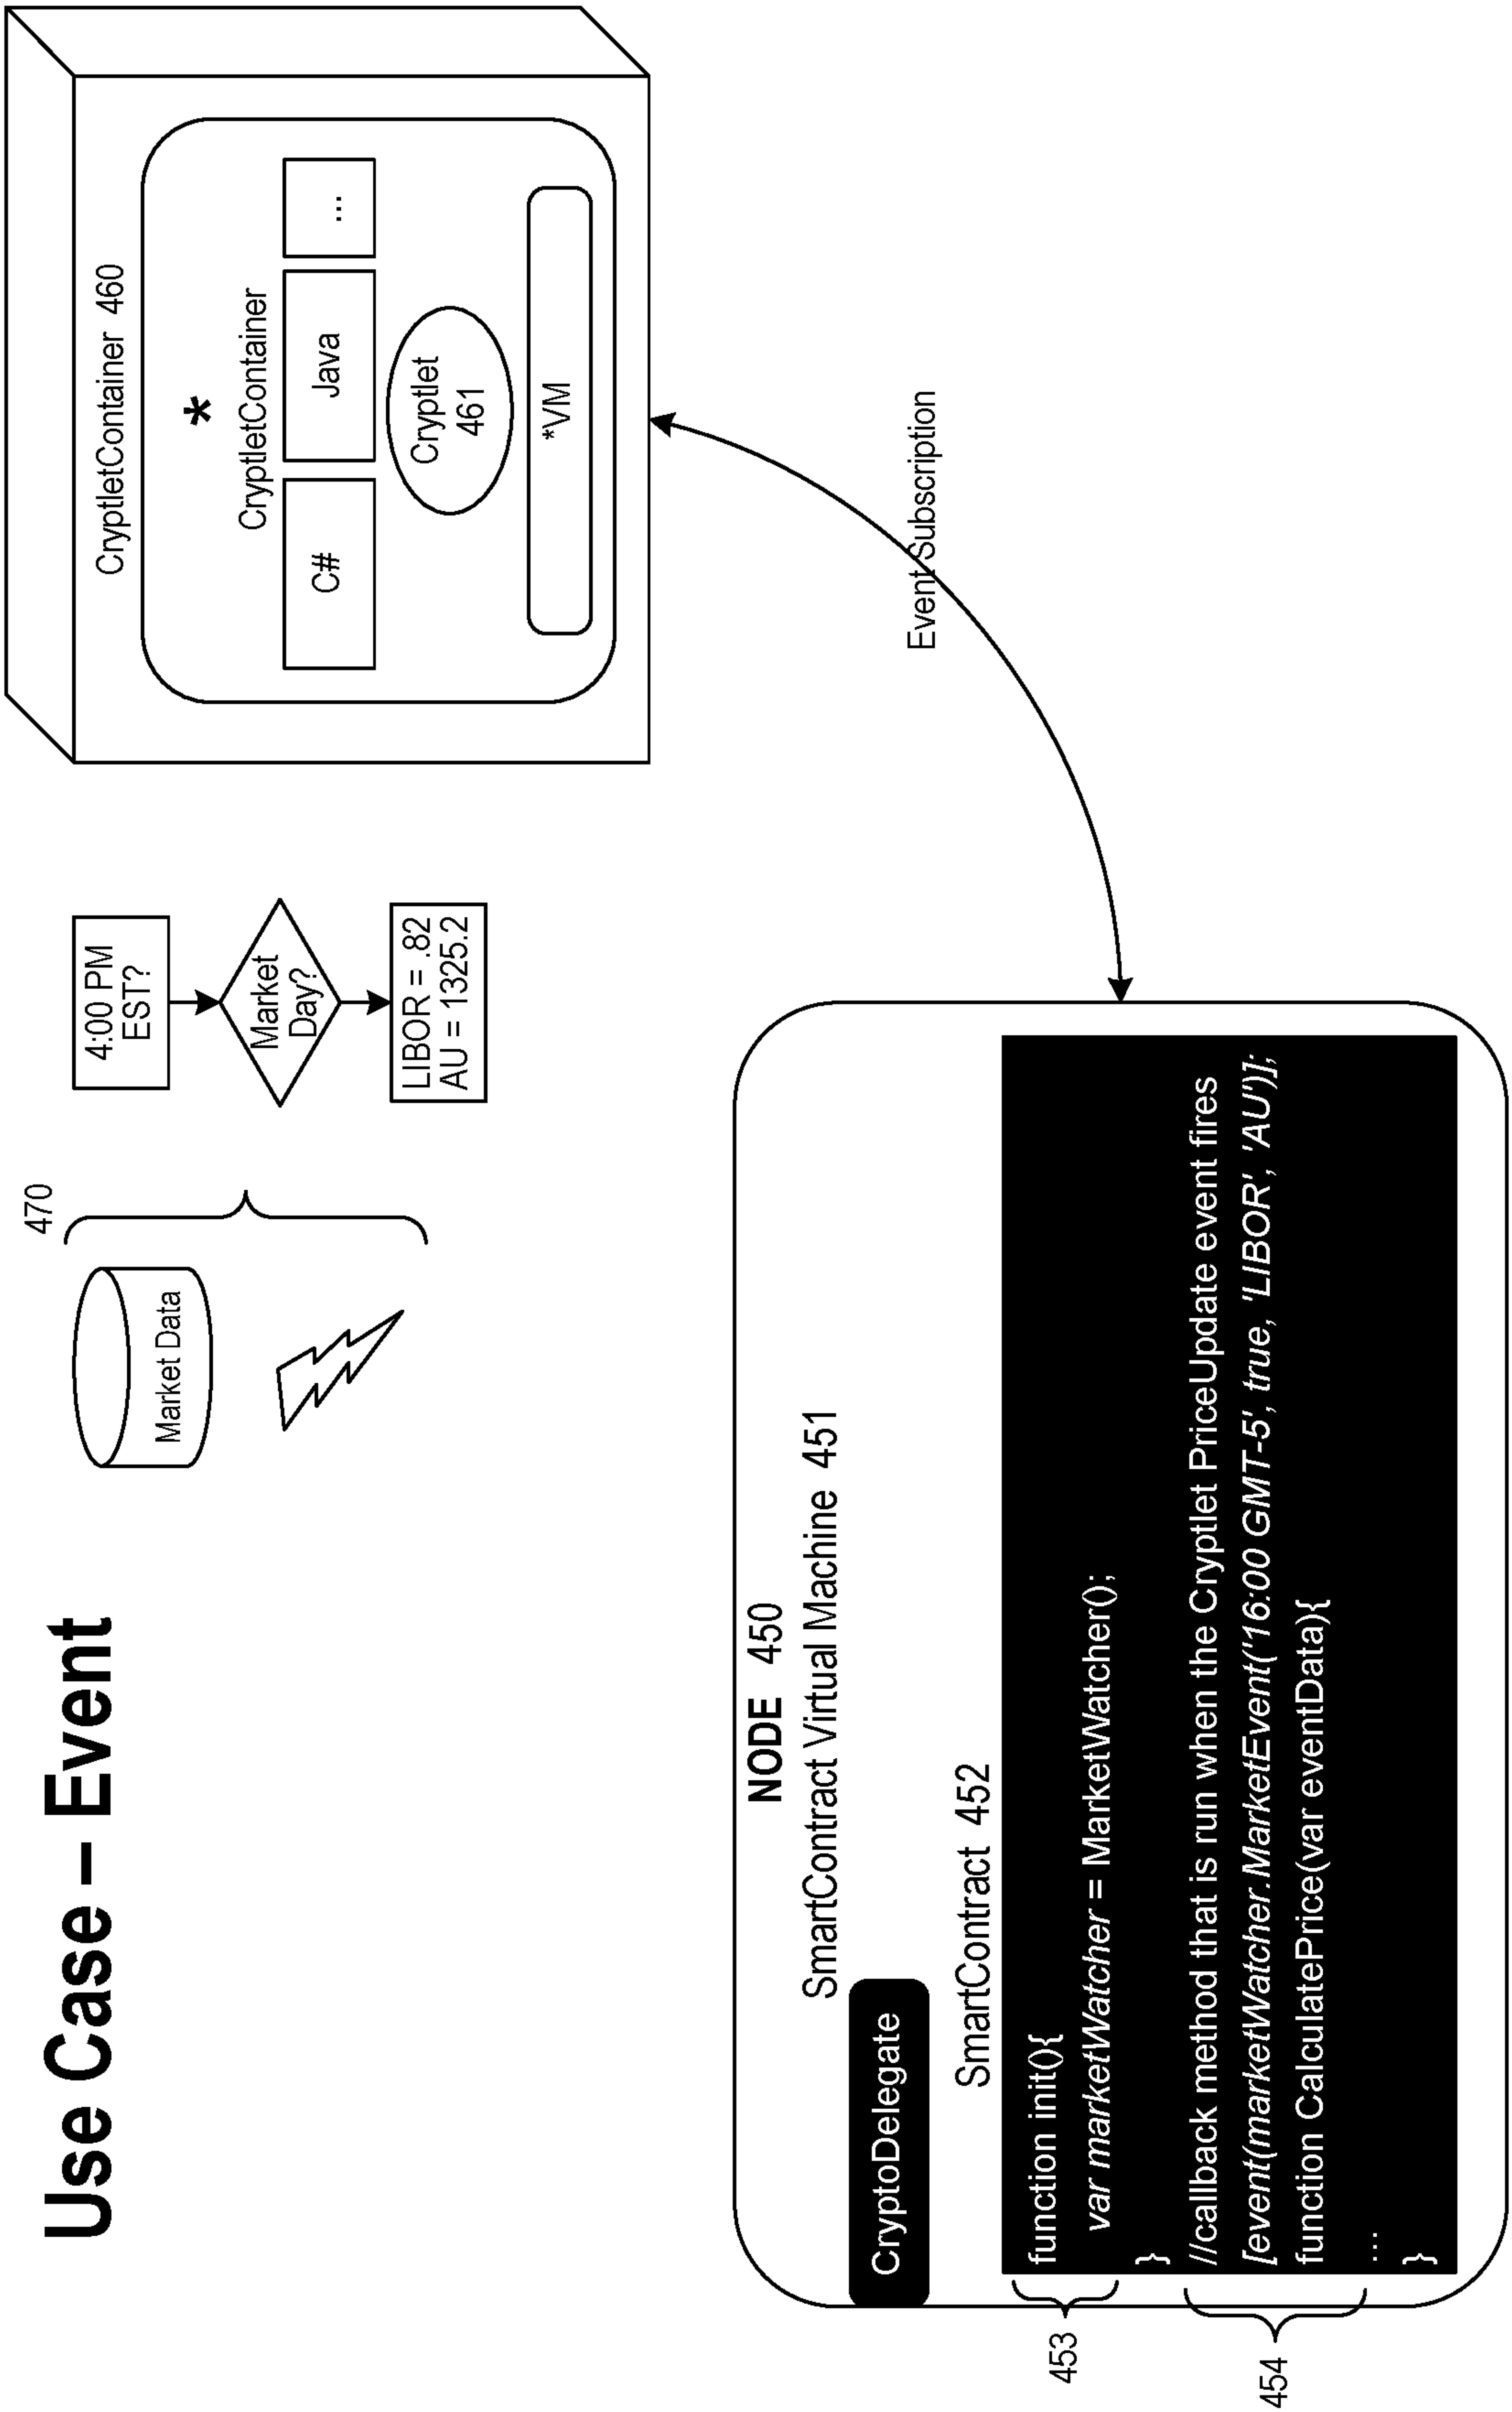 Use Case – Event
470
Market Data
4:00 PM
EST?
Market
Day?
LIBOR = .82
AU = 1325.2
CryptletContainer 460
*
CryptletContainer
C#
Java
...
Cryptlet
461
*VM
Event Subscription
NODE 450
SmartContract Virtual Machine 451
CryptoDelegate
SmartContract 452
453
function init(){
var marketWatcher = MarketWatcher();
}
454
//callback method that is run when the Cryptlet PriceUpdate event fires
[event(marketWatcher.MarketEvent('16:00 GMT-5', true, 'LIBOR', 'AU')];
function CalculatePrice(var eventData){
...
}